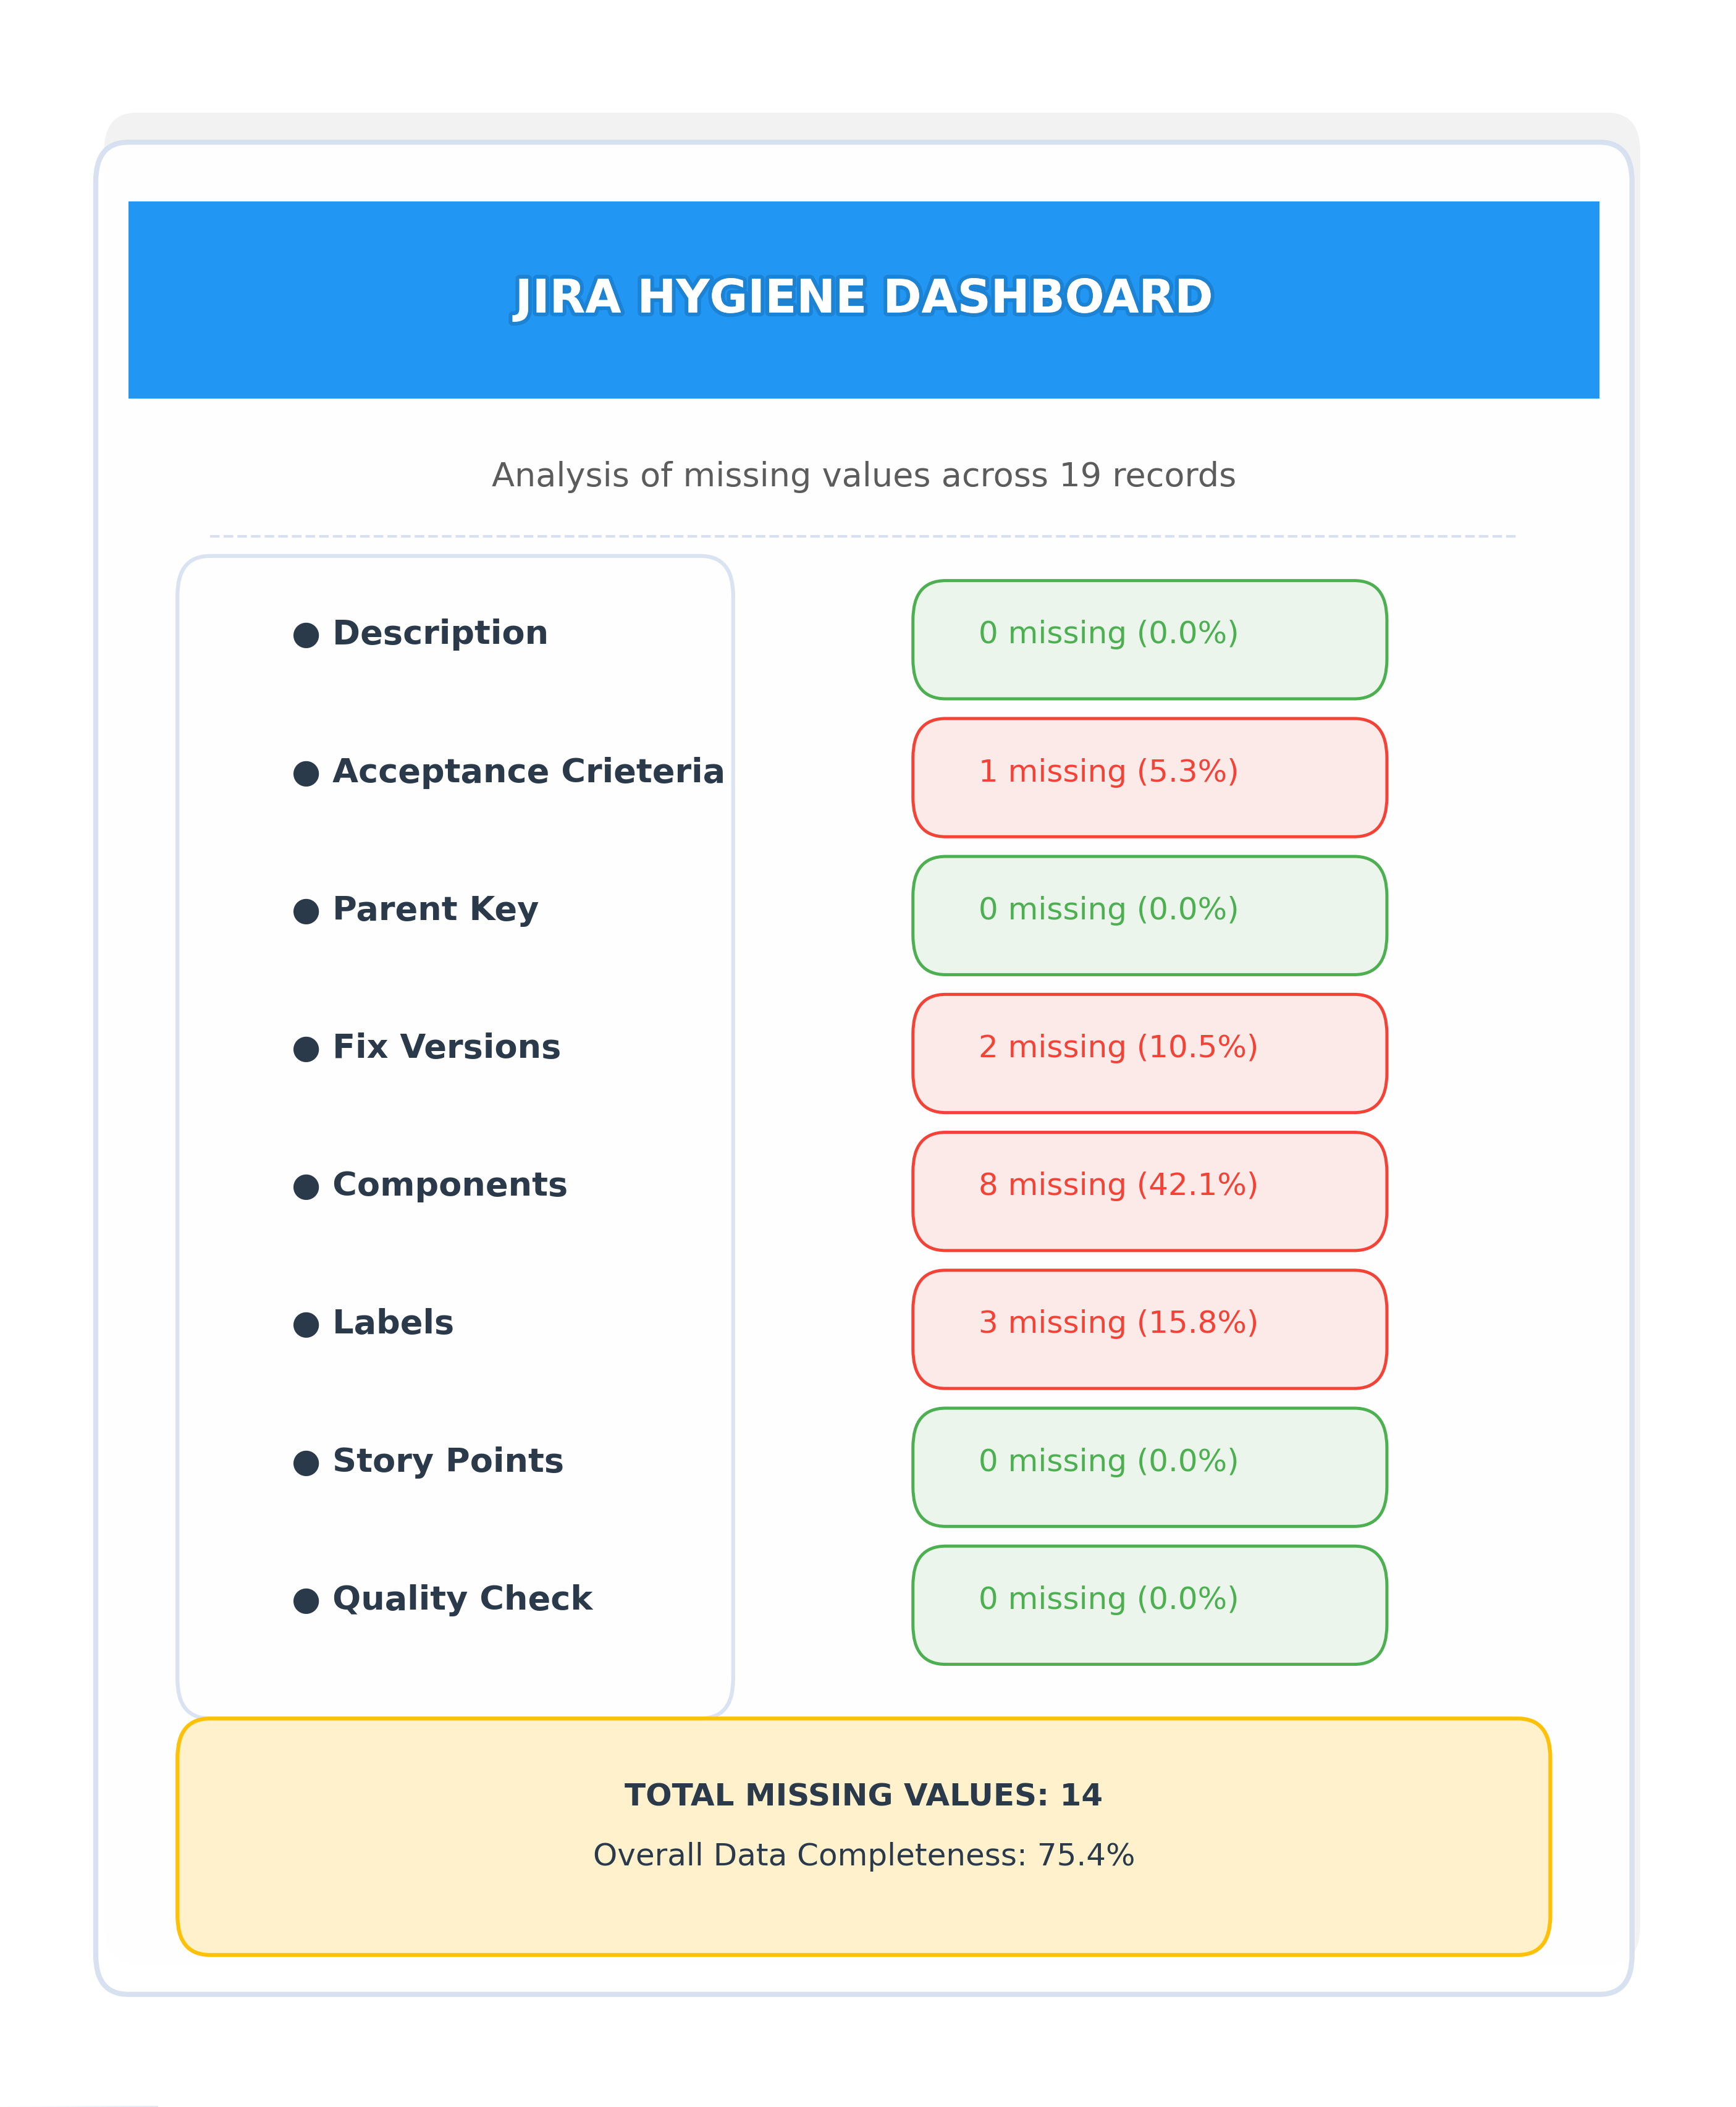 JIRA HYGIENE DASHBOARD
Analysis of missing values across 19 records
● Description
0 missing (0.0%)
● Acceptance Crieteria
1 missing (5.3%)
● Parent Key
0 missing (0.0%)
● Fix Versions
2 missing (10.5%)
● Components
8 missing (42.1%)
● Labels
3 missing (15.8%)
● Story Points
0 missing (0.0%)
● Quality Check
0 missing (0.0%)
TOTAL MISSING VALUES: 14
Overall Data Completeness: 75.4%